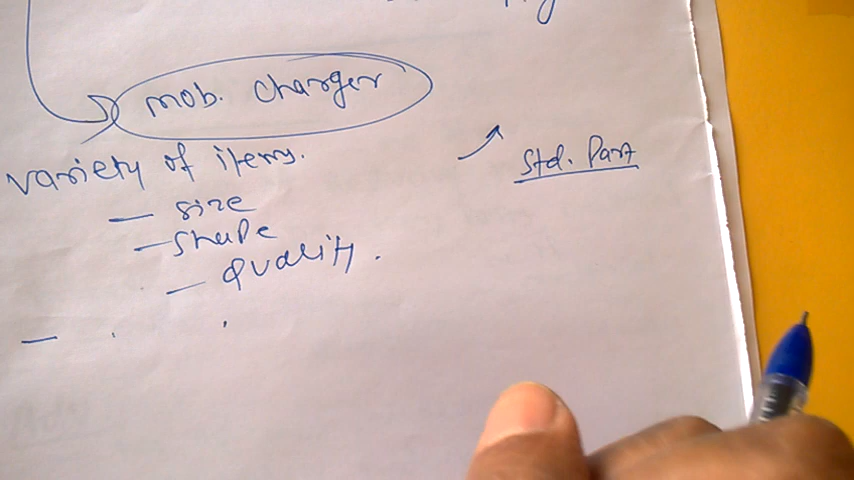 mob. charger
variety of items.
Std. Part
— size
— shape
— Quality.
—